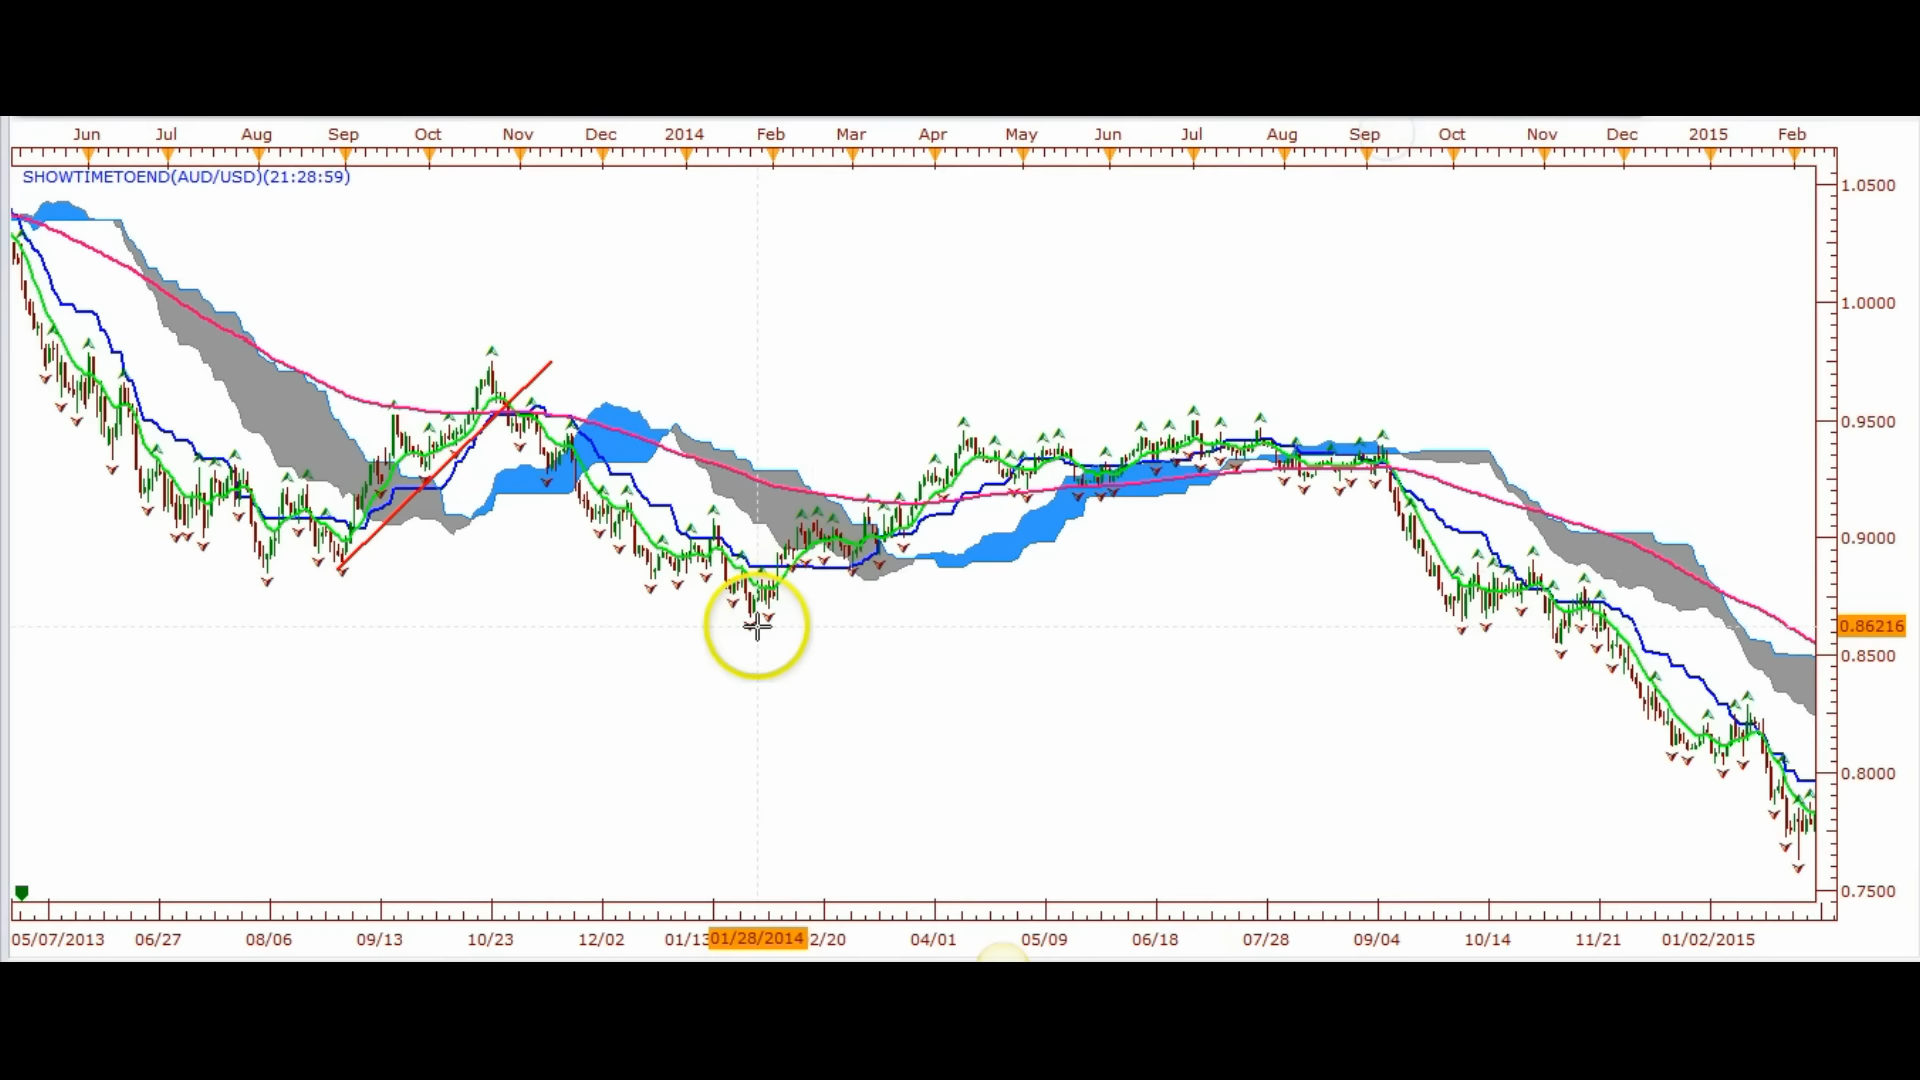 Jun Jul Aug Sep Oct Nov Dec 2014 Feb Mar Apr May Jun Jul Aug Sep Oct Nov Dec 2015 Feb
SHOWTIMETOEND(AUD/USD)(21:28:59)
1.0500
1.0000
0.9500
0.9000
0.86216
0.8500
0.8000
0.7500
05/07/2013 06/27 08/06 09/13 10/23 12/02 01/13 01/28/2014 2/20 04/01 05/09 06/18 07/28 09/04 10/14 11/21 01/02/2015